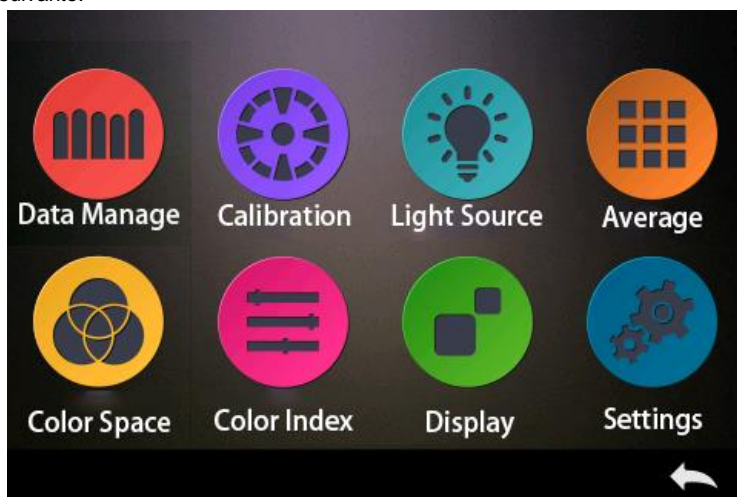 Data Manage
Calibration
Light Source
Average
Color Space
Color Index
Display
Settings